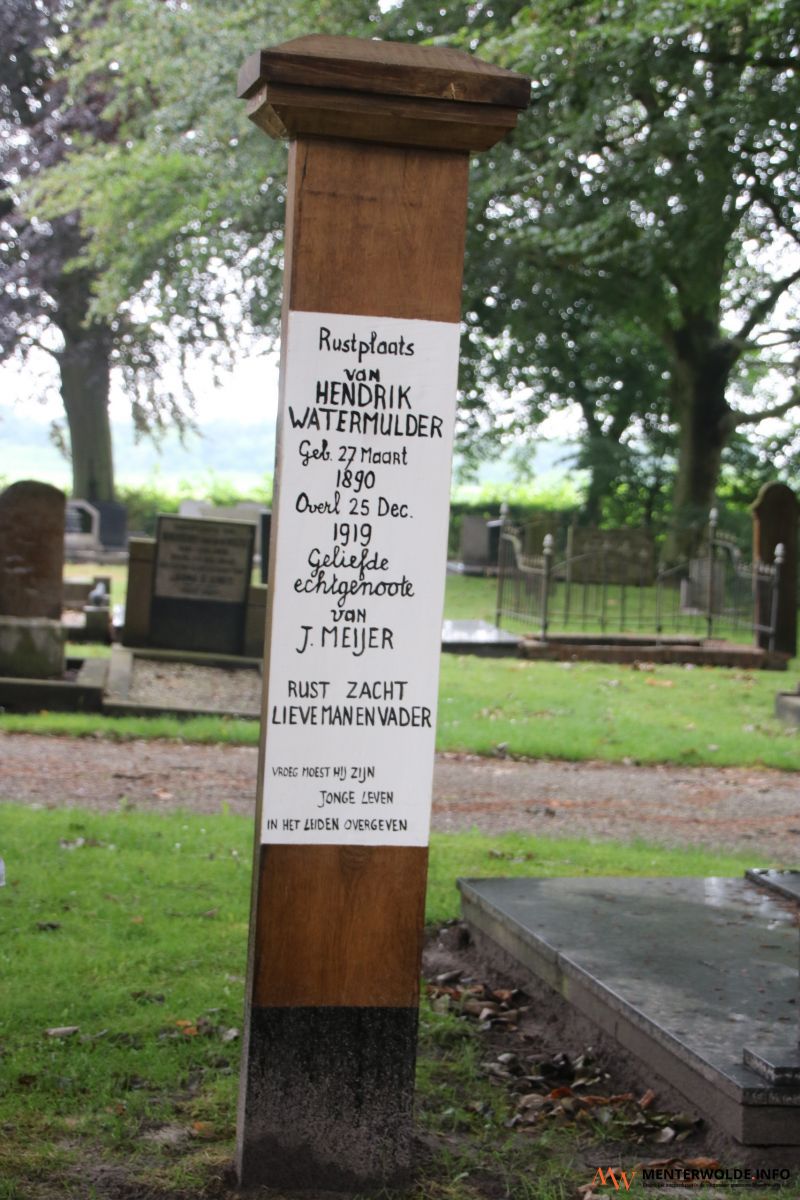 Rustplaats
van
HENDRIK
WATERMULDER
Geb. 27 Maart
1890
Overl 25 Dec.
1919
Geliefde
echtgenoote
van
J. MEIJER
RUST ZACHT
LIEVE MAN EN VADER
VROEG MOEST HIJ ZIJN
JONGE LEVEN
IN HET LEIDEN OVERGEVEN
MW MENTERWOLDE.INFO